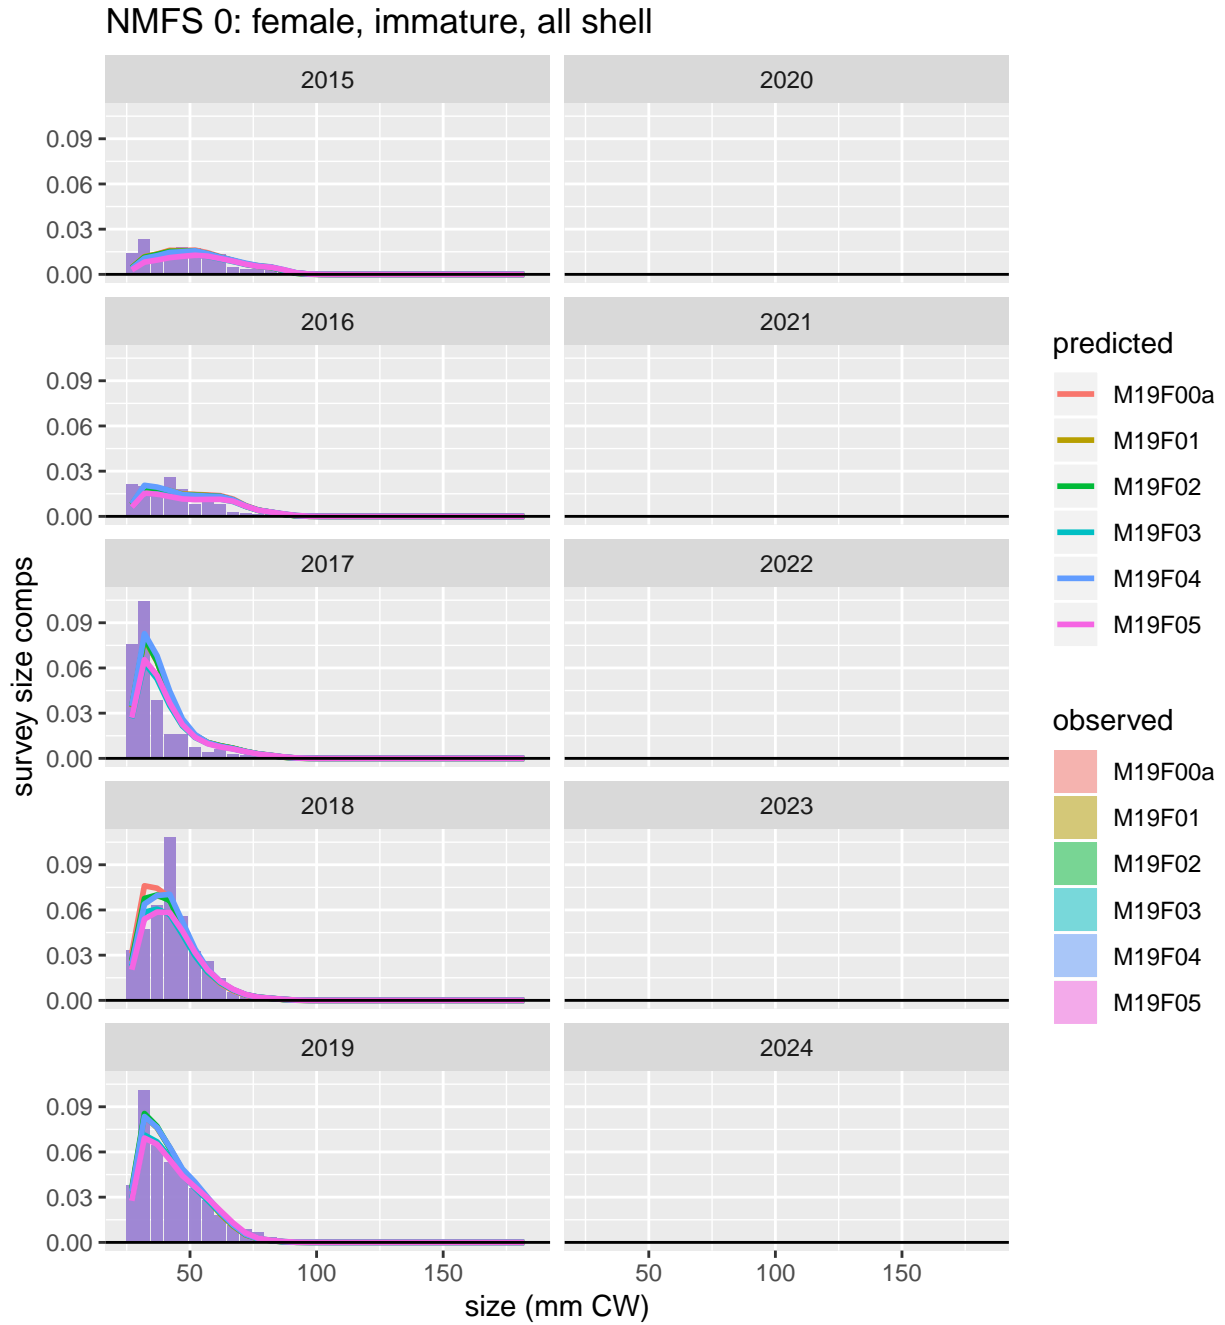 NMFS 0: female, immature, all shell
2015
2020
0.09
0.06
0.03
0.00
2016
2021
0.09
0.06
0.03
0.00
2017
2022
0.09
0.06
0.03
0.00
2018
2023
0.09
0.06
0.03
0.00
2019
2024
0.09
0.06
0.03
0.00
50
100
150
50
100
150
size (mm CW)
survey size comps
predicted
M19F00a
M19F01
M19F02
M19F03
M19F04
M19F05
observed
M19F00a
M19F01
M19F02
M19F03
M19F04
M19F05